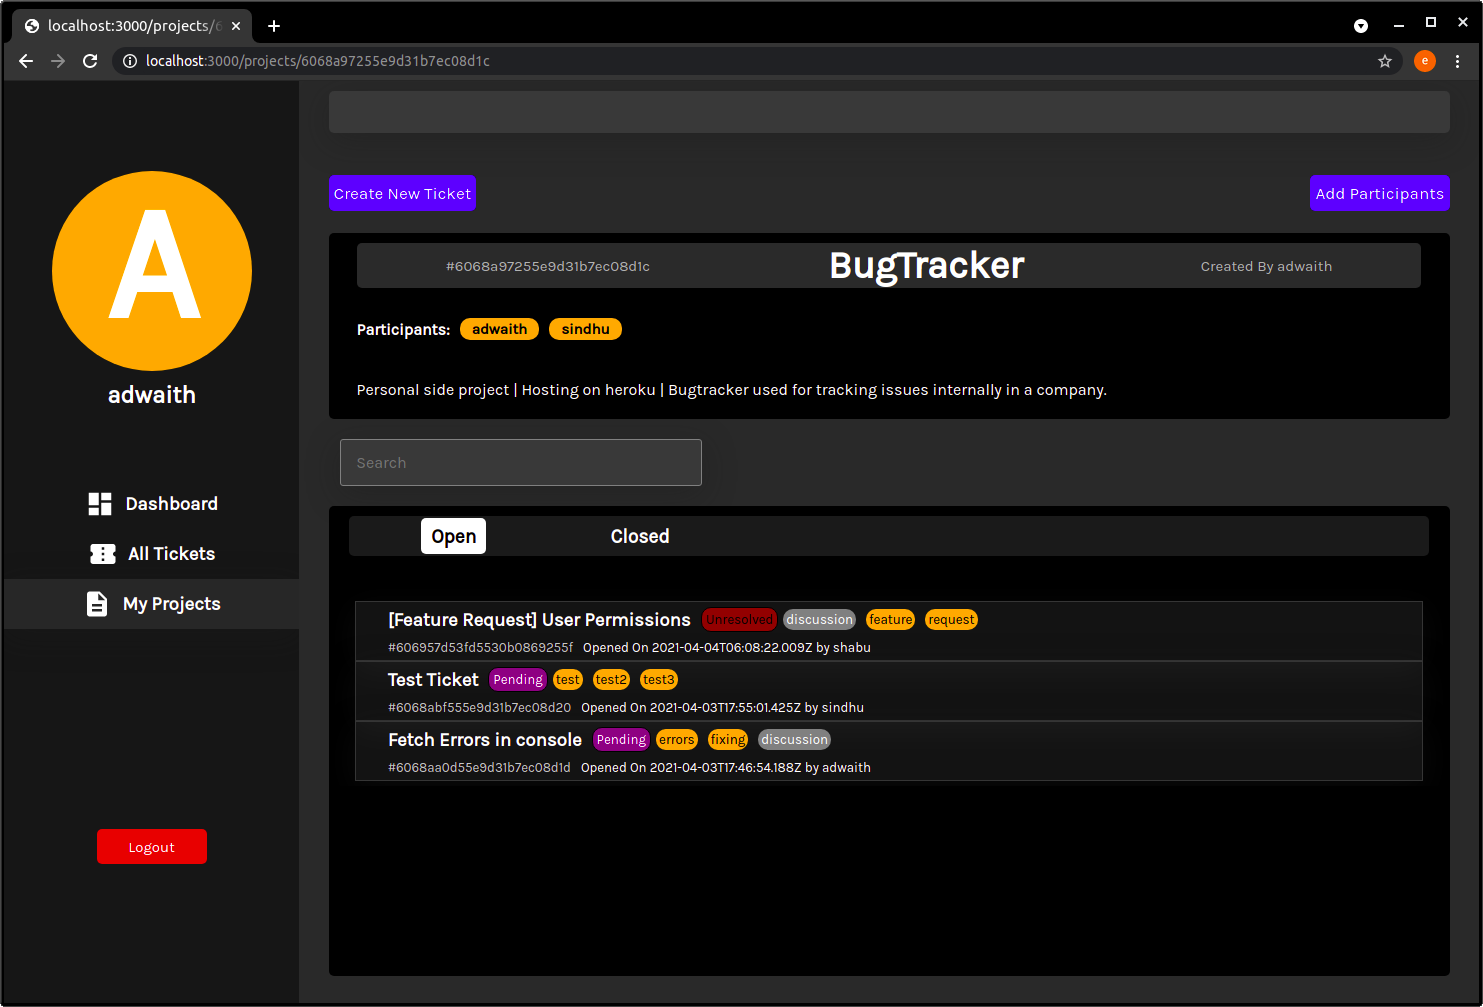 localhost:3000/projects/6
localhost:3000/projects/6068a97255e9d31b7ec08d1c
e
A
adwaith
Dashboard
All Tickets
My Projects
Logout
Create New Ticket
Add Participants
#6068a97255e9d31b7ec08d1c BugTracker Created By adwaith
Participants: adwaith sindhu
Personal side project | Hosting on heroku | Bugtracker used for tracking issues internally in a company.
Search
Open Closed
[Feature Request] User Permissions Unresolved discussion feature request
#606957d53fd5530b0869255f Opened On 2021-04-04T06:08:22.009Z by shabu
Test Ticket Pending test test2 test3
#6068abf555e9d31b7ec08d20 Opened On 2021-04-03T17:55:01.425Z by sindhu
Fetch Errors in console Pending errors fixing discussion
#6068aa0d55e9d31b7ec08d1d Opened On 2021-04-03T17:46:54.188Z by adwaith